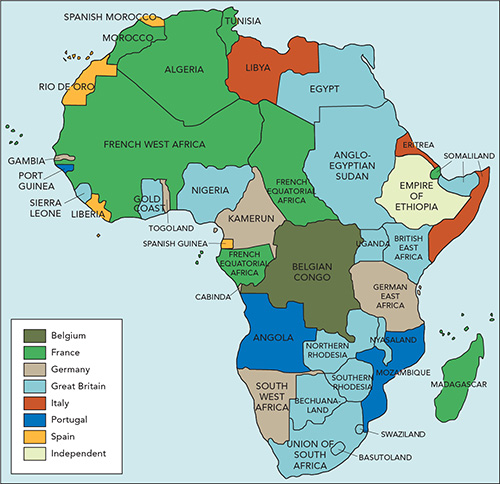 SPANISH MOROCCO
TUNISIA
MOROCCO
ALGERIA
LIBYA
EGYPT
RIO DE ORO
FRENCH WEST AFRICA
GAMBIA
PORT
GUINEA
SIERRA
LEONE
LIBERIA
GOLD
COAST
TOGOLAND
NIGERIA
KAMERUN
FRENCH
EQUATORIAL
AFRICA
ANGLO-
EGYPTIAN
SUDAN
ERITREA
SOMALILAND
EMPIRE
OF
ETHIOPIA
SPANISH GUINEA
FRENCH
EQUATORIAL
AFRICA
CABINDA
BELGIAN
CONGO
UGANDA
BRITISH
EAST
AFRICA
GERMAN
EAST
AFRICA
ANGOLA
NORTHERN
RHODESIA
NYASALAND
MOZAMBIQUE
SOUTHERN
RHODESIA
SOUTH
WEST
AFRICA
BECHUANA-
LAND
MADAGASCAR
SWAZILAND
BASUTOLAND
UNION OF
SOUTH
AFRICA
Belgium
France
Germany
Great Britain
Italy
Portugal
Spain
Independent